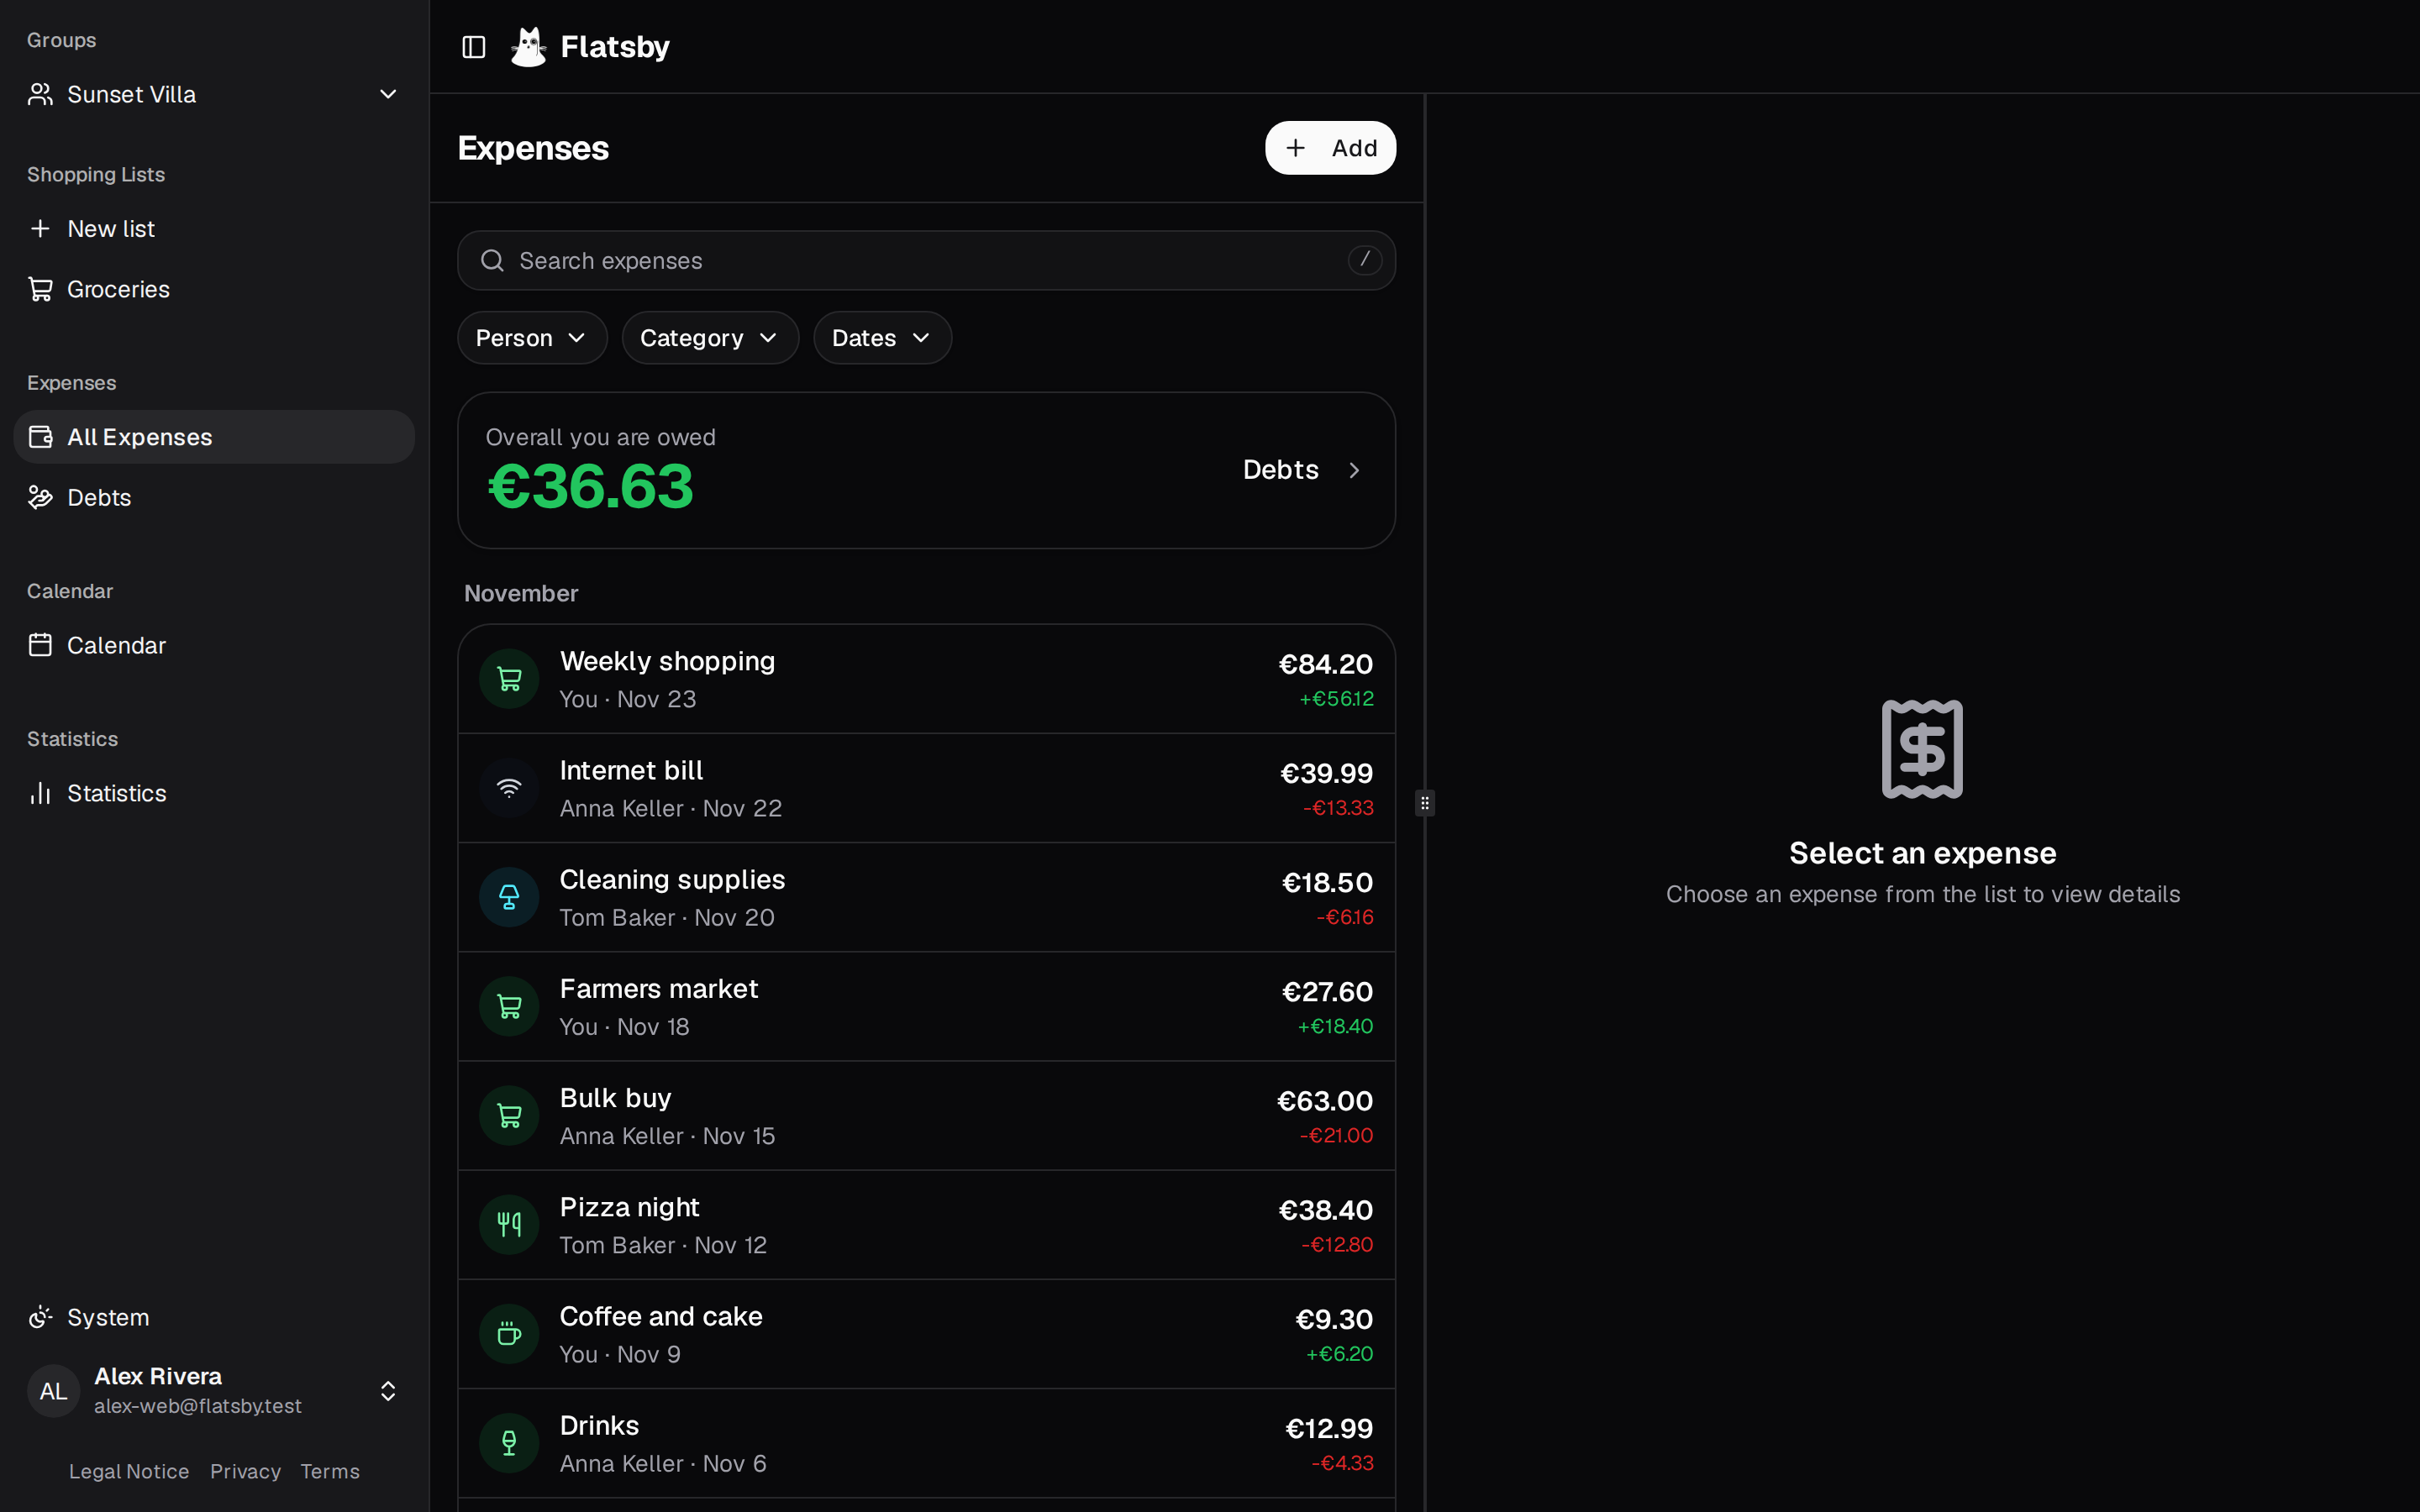 Groups
Sunset Villa
Shopping Lists
New list
Groceries
Expenses
All Expenses
Debts
Calendar
Calendar
Statistics
Statistics
System
AL
Alex Rivera
alex-web@flatsby.test
Legal Notice Privacy Terms
Flatsby
Expenses
Add
Search expenses /
Person Category Dates
Overall you are owed
€36.63
Debts
November
Weekly shopping €84.20
You · Nov 23 +€56.12
Internet bill €39.99
Anna Keller · Nov 22 -€13.33
Cleaning supplies €18.50
Tom Baker · Nov 20 -€6.16
Farmers market €27.60
You · Nov 18 +€18.40
Bulk buy €63.00
Anna Keller · Nov 15 -€21.00
Pizza night €38.40
Tom Baker · Nov 12 -€12.80
Coffee and cake €9.30
You · Nov 9 +€6.20
Drinks €12.99
Anna Keller · Nov 6 -€4.33
Select an expense
Choose an expense from the list to view details